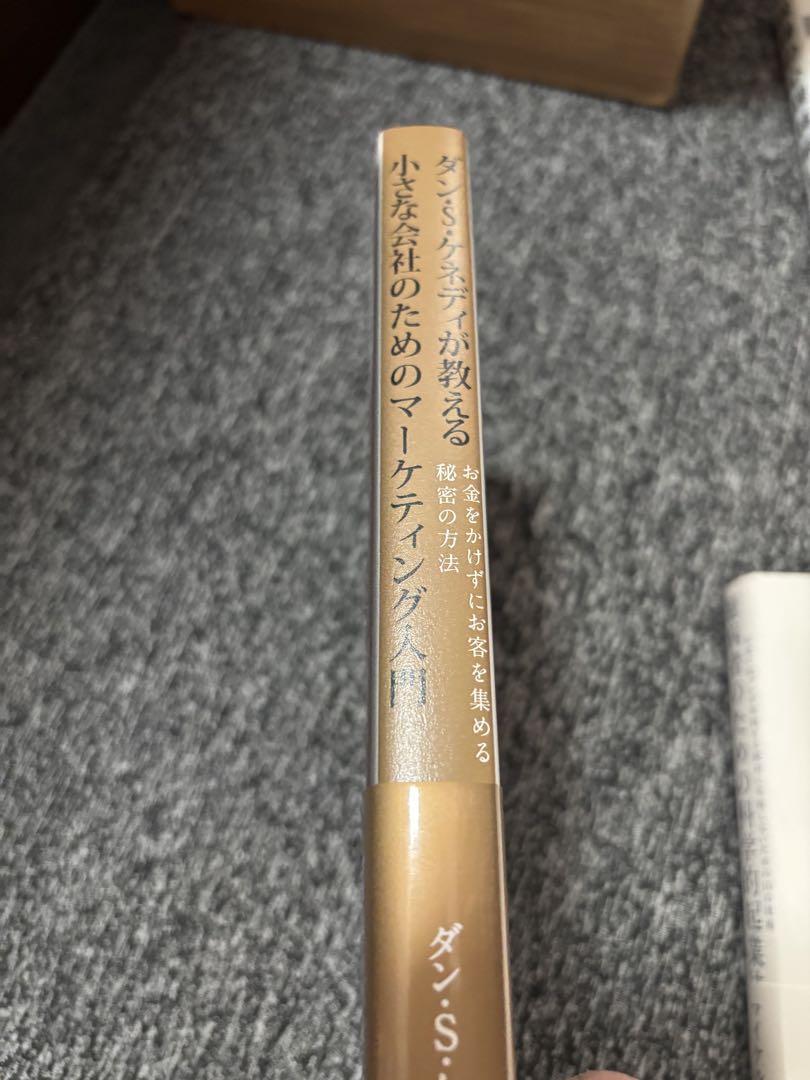 ダン・S・ケネディが教える
小さな会社のためのマーケティング入門
お金をかけずにお客を集める
秘密の方法
ダン・S・